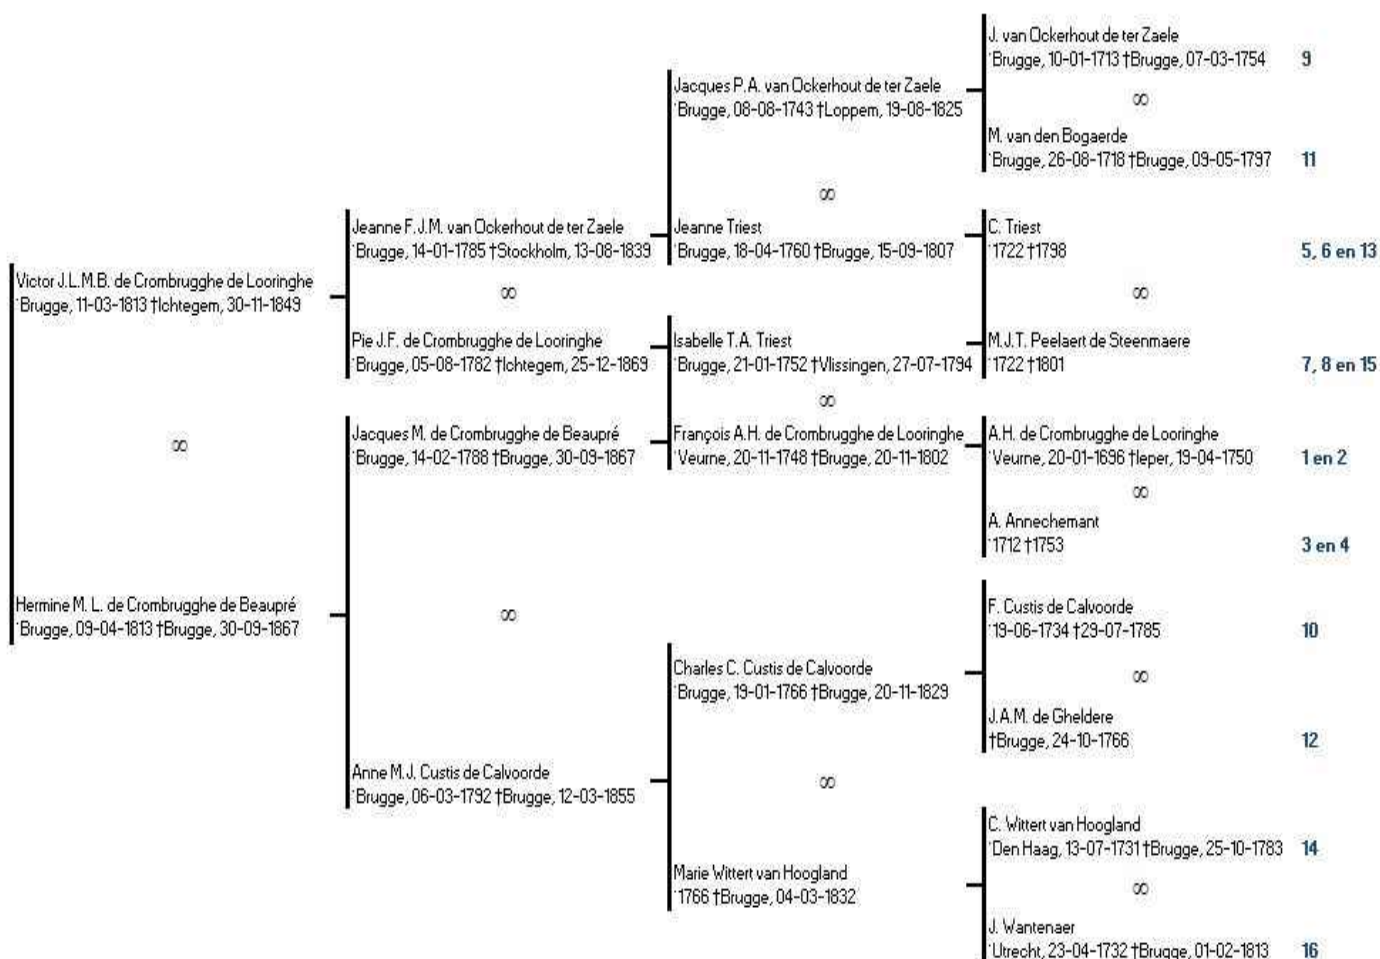 J. van Ockerhout de ter Zaele
°Brugge, 10-01-1713 †Brugge, 07-03-1754 9
Jacques P.A. van Ockerhout de ter Zaele
°Brugge, 08-08-1743 †Loppem, 19-08-1825
∞
M. van den Bogaerde
°Brugge, 26-08-1718 †Brugge, 09-05-1797 11
∞
Jeanne F.J.M. van Ockerhout de ter Zaele
°Brugge, 14-01-1785 †Stockholm, 13-08-1839
Jeanne Triest
°Brugge, 18-04-1760 †Brugge, 15-09-1807
C. Triest
°1722 †1798 5, 6 en 13
Victor J.L.M.B. de Crombrugghe de Looringhe
°Brugge, 11-03-1813 †Ichtegem, 30-11-1849
∞
∞
Pie J.F. de Crombrugghe de Looringhe
°Brugge, 05-08-1782 †Ichtegem, 25-12-1869
Isabelle T.A. Triest
°Brugge, 21-01-1752 †Vlissingen, 27-07-1794
M.J.T. Peelaert de Steenmaere
°1722 †1801 7, 8 en 15
∞
∞
Jacques M. de Crombrugghe de Beaupré
°Brugge, 14-02-1788 †Brugge, 30-09-1867
François A.H. de Crombrugghe de Looringhe
°Veurne, 20-11-1748 †Brugge, 20-11-1802
A.H. de Crombrugghe de Looringhe
°Veurne, 20-01-1696 †Ieper, 19-04-1750 1 en 2
∞
A. Annechemant
°1712 †1753 3 en 4
Hermine M. L. de Crombrugghe de Beaupré
°Brugge, 09-04-1813 †Brugge, 30-09-1867
∞
F. Custis de Calvoorde
°19-06-1734 †29-07-1785 10
Charles C. Custis de Calvoorde
°Brugge, 19-01-1766 †Brugge, 20-11-1829
∞
J.A.M. de Gheldere
†Brugge, 24-10-1766 12
Anne M.J. Custis de Calvoorde
°Brugge, 06-03-1792 †Brugge, 12-03-1855
∞
C. Wittert van Hoogland
°Den Haag, 13-07-1731 †Brugge, 25-10-1783 14
Marie Wittert van Hoogland
°1766 †Brugge, 04-03-1832
∞
J. Wantenaer
°Utrecht, 23-04-1732 †Brugge, 01-02-1813 16